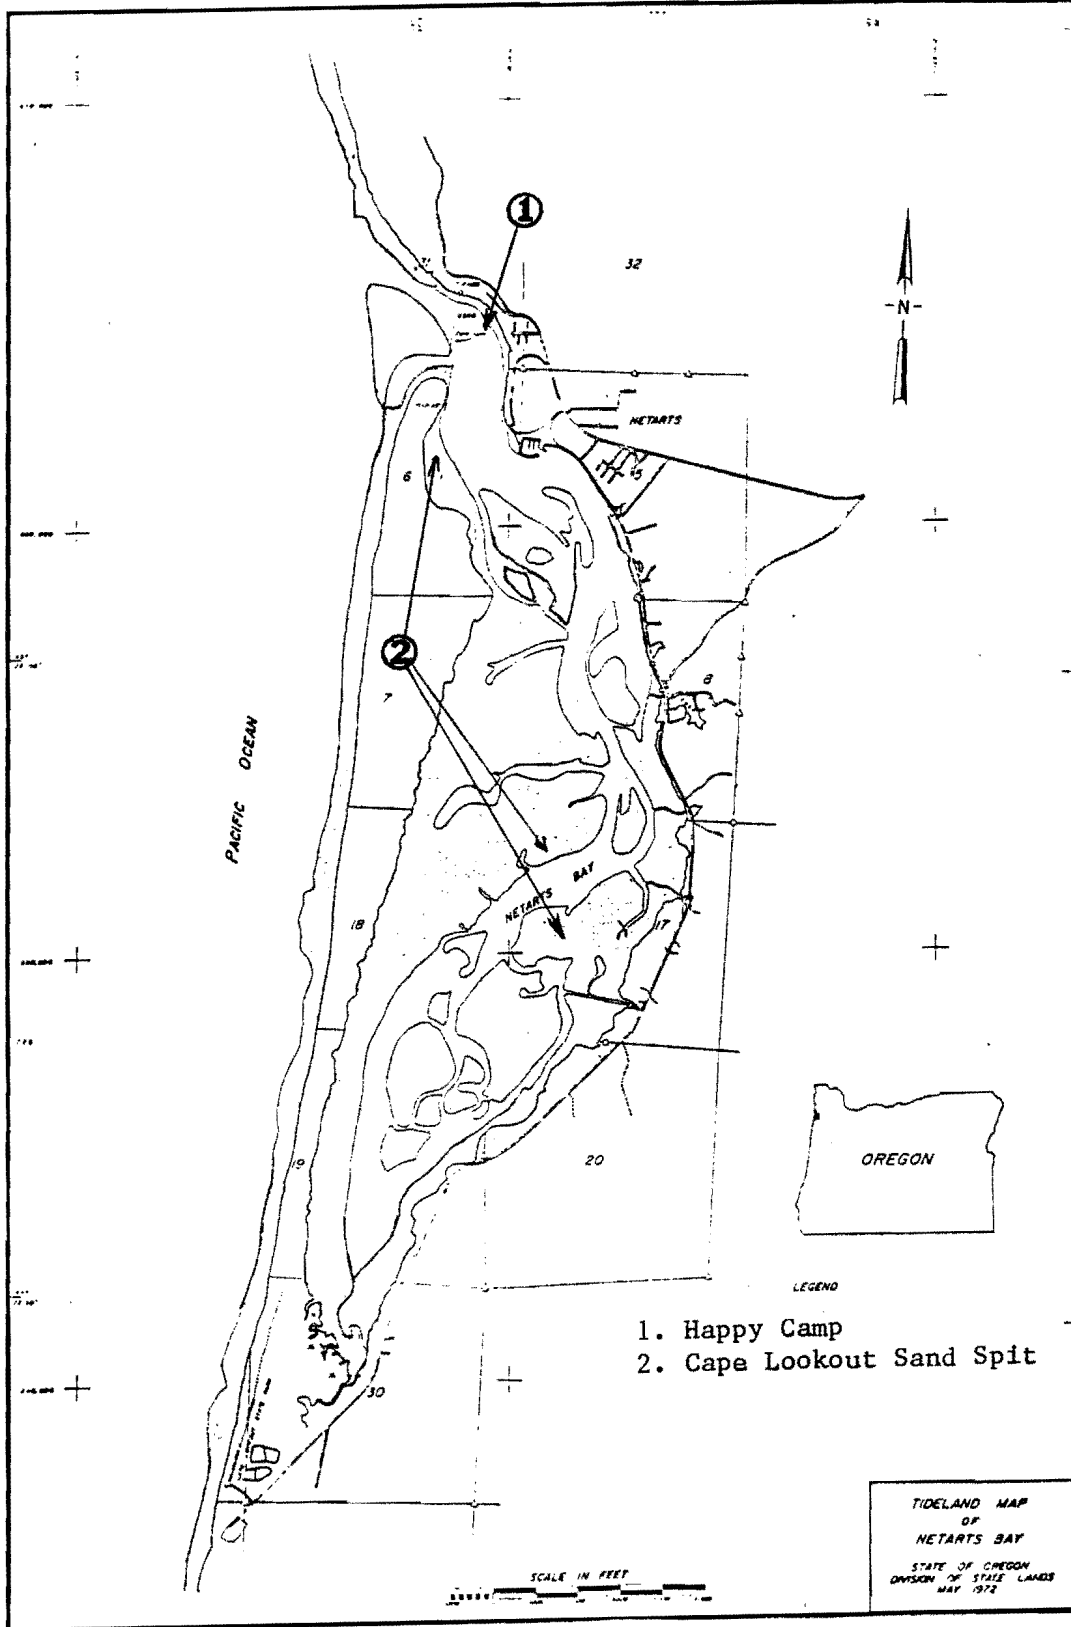 1
31
32
NETARTS
-N-
6
5
2
7
8
PACIFIC OCEAN
NETARTS BAY
18
17
19
20
OREGON
LEGEND
1. Happy Camp
2. Cape Lookout Sand Spit
30
SCALE IN FEET
TIDELAND MAP
OF
NETARTS BAY
STATE OF OREGON
DIVISION OF STATE LANDS
MAY 1972